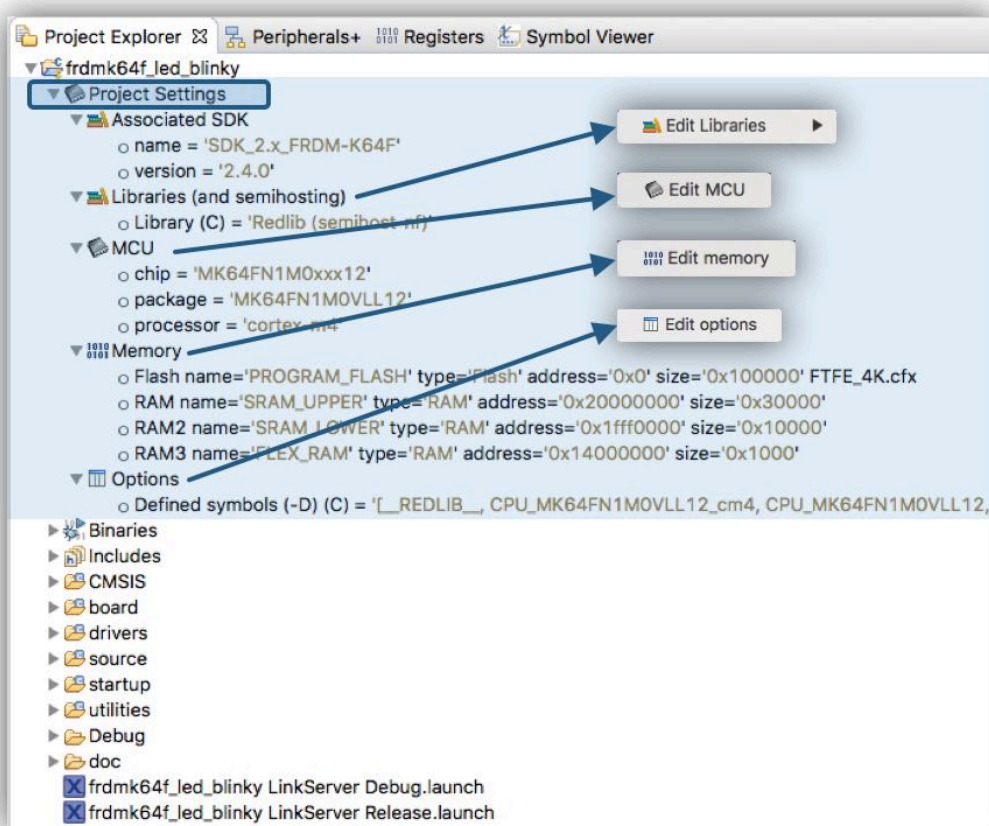 Project Explorer Peripherals+ Registers Symbol Viewer
frdmk64f_led_blinky
Project Settings
Associated SDK
name = 'SDK_2.x_FRDM-K64F'
version = '2.4.0'
Libraries (and semihosting)
Library (C) = 'Redlib (semihost-nf)'
MCU
chip = 'MK64FN1M0xxx12'
package = 'MK64FN1M0VLL12'
processor = 'cortex-m4'
Memory
Flash name='PROGRAM_FLASH' type='Flash' address='0x0' size='0x100000' FTFE_4K.cfx
RAM name='SRAM_UPPER' type='RAM' address='0x20000000' size='0x30000'
RAM2 name='SRAM_LOWER' type='RAM' address='0x1fff0000' size='0x10000'
RAM3 name='FLEX_RAM' type='RAM' address='0x14000000' size='0x1000'
Options
Defined symbols (-D) (C) = '[__REDLIB__, CPU_MK64FN1M0VLL12_cm4, CPU_MK64FN1M0VLL12,
Binaries
Includes
CMSIS
board
drivers
source
startup
utilities
Debug
doc
frdmk64f_led_blinky LinkServer Debug.launch
frdmk64f_led_blinky LinkServer Release.launch
Edit Libraries
Edit MCU
Edit memory
Edit options